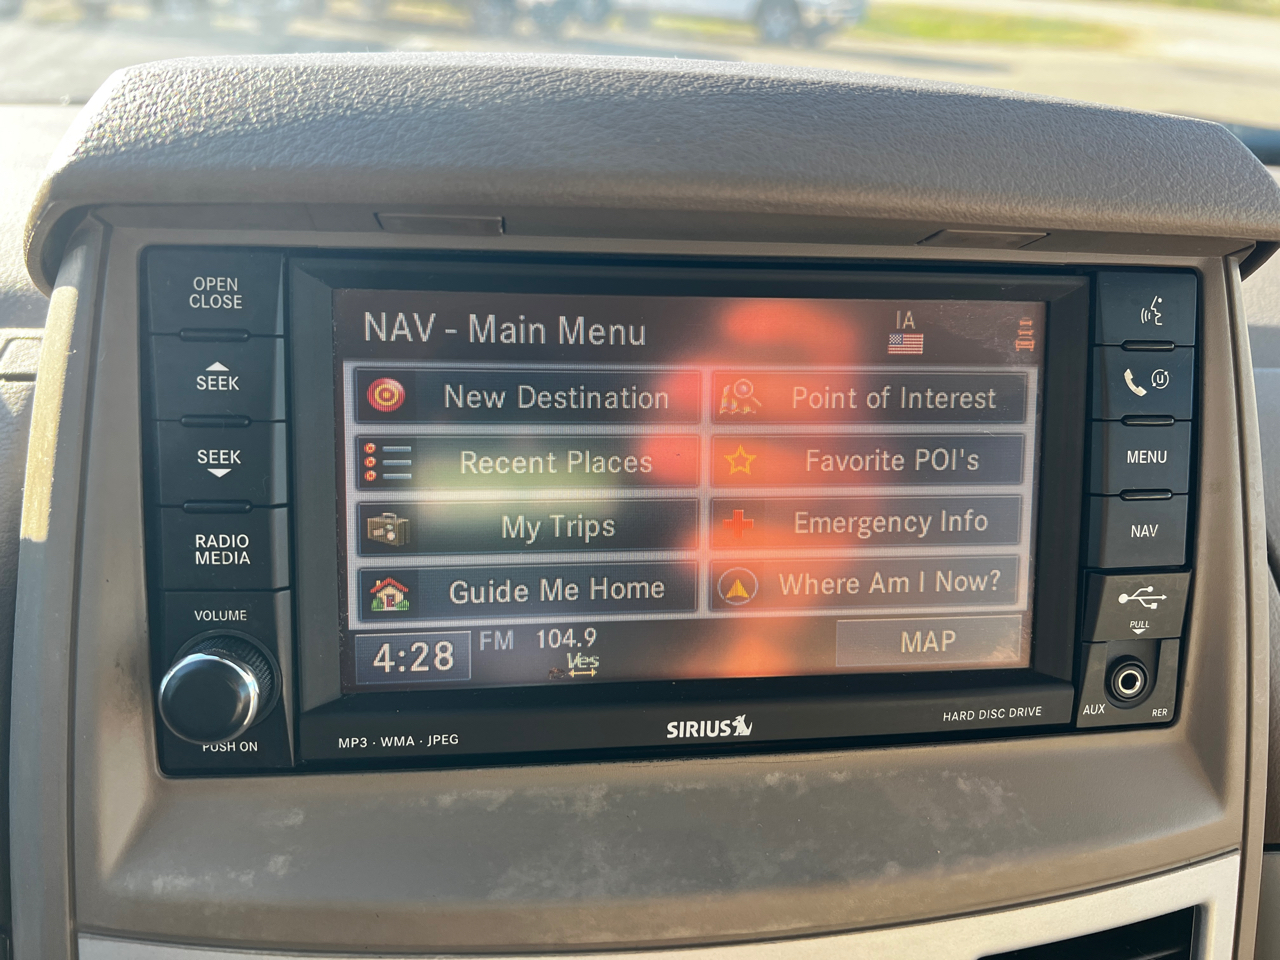 OPEN
CLOSE
SEEK
SEEK
RADIO
MEDIA
VOLUME
PUSH ON
NAV - Main Menu
IA
New Destination
Point of Interest
Recent Places
Favorite POI's
My Trips
Emergency Info
Guide Me Home
Where Am I Now?
4:28
FM 104.9
Ves
MAP
MP3 · WMA · JPEG
SIRIUS
HARD DISC DRIVE
MENU
NAV
PULL
AUX
RER